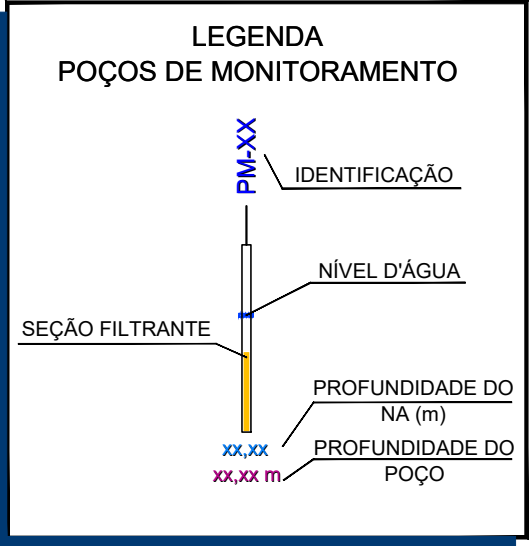 LEGENDA
POÇOS DE MONITORAMENTO
PM-XX
IDENTIFICAÇÃO
NÍVEL D'ÁGUA
SEÇÃO FILTRANTE
PROFUNDIDADE DO
NA (m)
xx,xx
PROFUNDIDADE DO
POÇO
xx,xx m